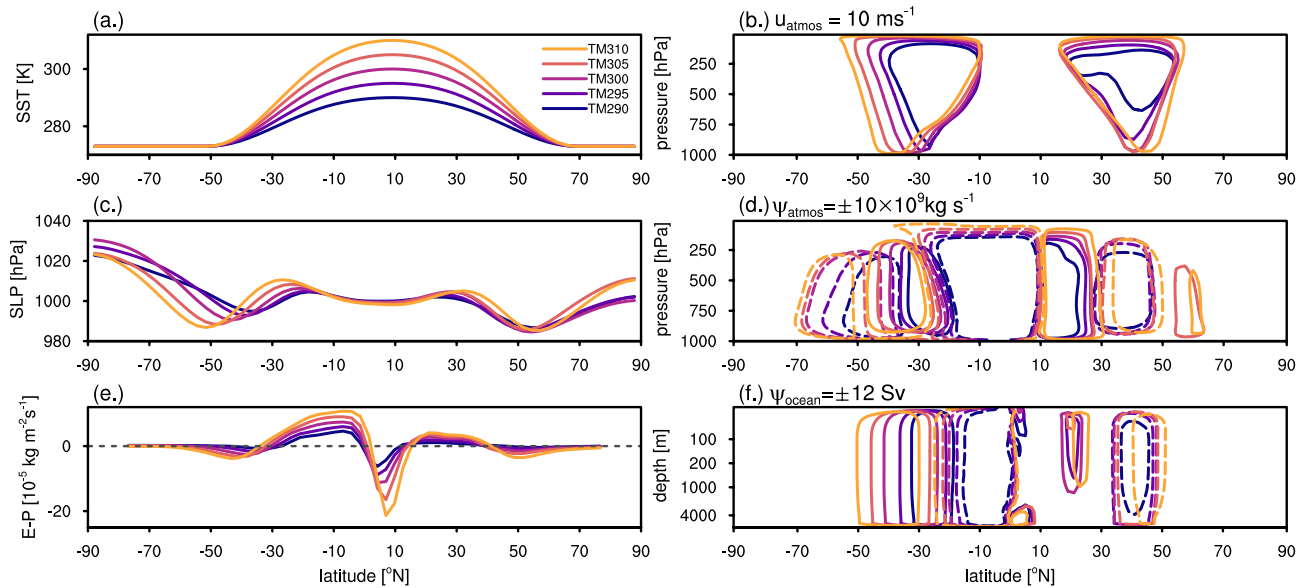 (a.)
SST [K]
300
280
TM310
TM305
TM300
TM295
TM290
-90 -70 -50 -30 -10 10 30 50 70 90
(b.) u_atmos = 10 ms⁻¹
pressure [hPa]
250
500
750
1000
-90 -70 -50 -30 -10 10 30 50 70 90
(c.)
SLP [hPa]
1040
1020
1000
980
-90 -70 -50 -30 -10 10 30 50 70 90
(d.) ψ_atmos = ±10×10⁹kg s⁻¹
pressure [hPa]
250
500
750
1000
-90 -70 -50 -30 -10 10 30 50 70 90
(e.)
E-P [10⁻⁵ kg m⁻²s⁻¹]
0
-20
-90 -70 -50 -30 -10 10 30 50 70 90
latitude [°N]
(f.) ψ_ocean=±12 Sv
depth [m]
100
200
1000
4000
-90 -70 -50 -30 -10 10 30 50 70 90
latitude [°N]